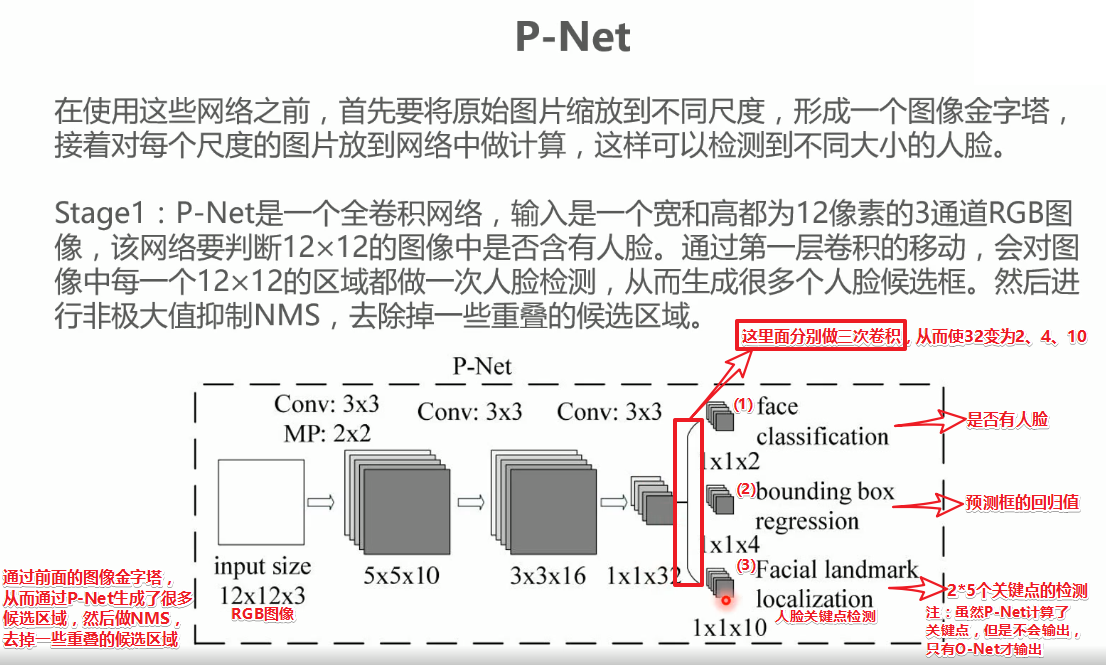 P-Net
在使用这些网络之前，首先要将原始图片缩放到不同尺度，形成一个图像金字塔，
接着对每个尺度的图片放到网络中做计算，这样可以检测到不同大小的人脸。
Stage1：P-Net是一个全卷积网络，输入是一个宽和高都为12像素的3通道RGB图
像，该网络要判断12×12的图像中是否含有人脸。通过第一层卷积的移动，会对图
像中每一个12×12的区域都做一次人脸检测，从而生成很多个人脸候选框。然后进
行非极大值抑制NMS，去除掉一些重叠的候选区域。
这里面分别做三次卷积，从而使32变为2、4、10
P-Net
Conv: 3x3
MP: 2x2
Conv: 3x3
Conv: 3x3
(1) face
classification
1x1x2
是否有人脸
(2) bounding box
regression
1x1x4
预测框的回归值
(3) Facial landmark
localization
人脸关键点检测
1x1x10
2*5个关键点的检测
注：虽然P-Net计算了
关键点，但是不会输出，
只有O-Net才输出
input size
12x12x3
RGB图像
5x5x10
3x3x16
1x1x32
通过前面的图像金字塔，
从而通过P-Net生成了很多
候选区域，然后做NMS，
去掉一些重叠的候选区域